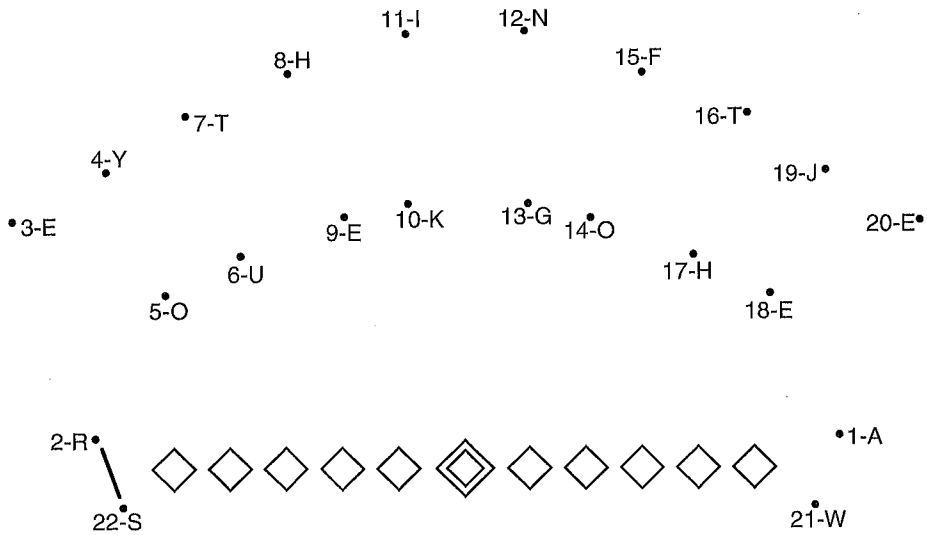 12-N
11-I
15-F
8-H
16-T
7-T
4-Y
19-J
13-G
10-K
20-E
3-E
14-O
9-E
17-H
6-U
18-E
5-O
1-A
2-R
21-W
22-S